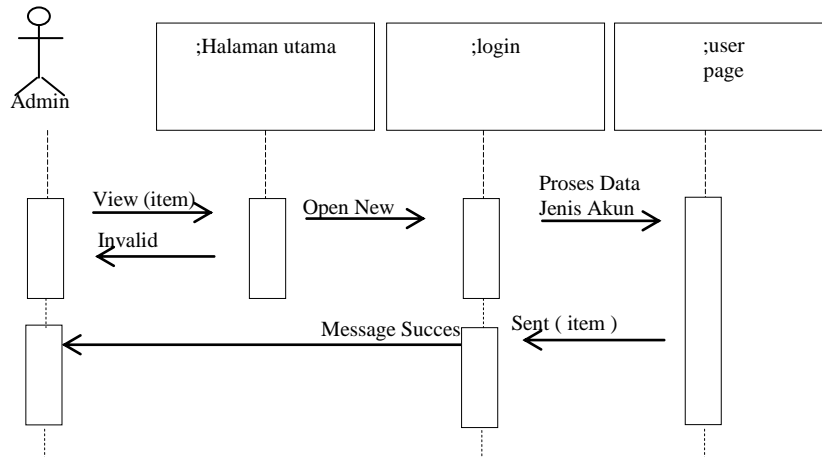 ;Halaman utama
;login
;user
page
Admin
View (item)
Open New
Proses Data
Jenis Akun
Invalid
Message Succes
Sent ( item )